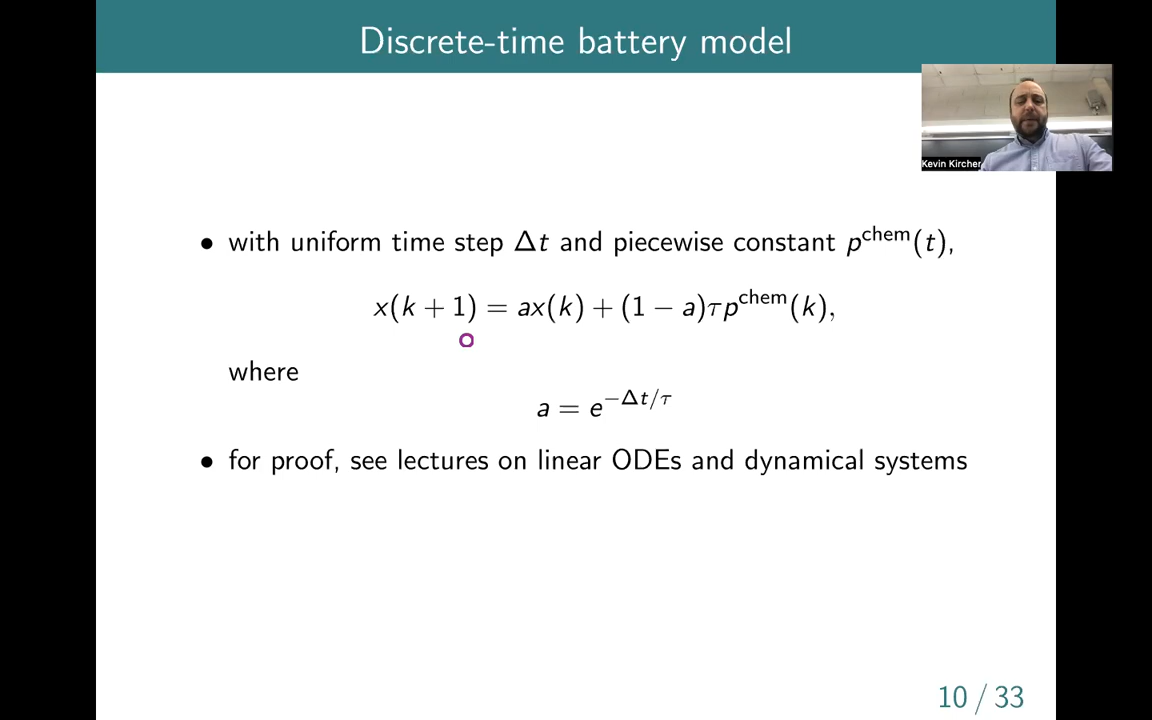 Discrete-time battery model
Kevin Kircher
• with uniform time step Δt and piecewise constant p^chem(t),
x(k + 1) = ax(k) + (1 − a)τp^chem(k),
where
a = e^−Δt/τ
• for proof, see lectures on linear ODEs and dynamical systems
10 / 33